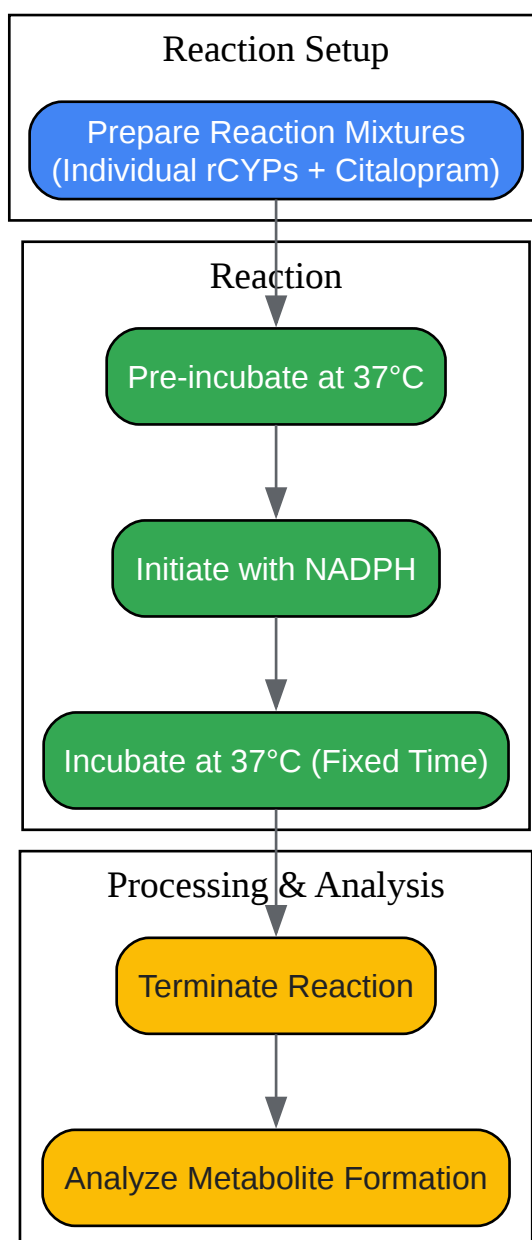 Reaction Setup
Prepare Reaction Mixtures
(Individual rCYPs + Citalopram)
Reaction
Pre-incubate at 37°C
Initiate with NADPH
Incubate at 37°C (Fixed Time)
Processing & Analysis
Terminate Reaction
Analyze Metabolite Formation